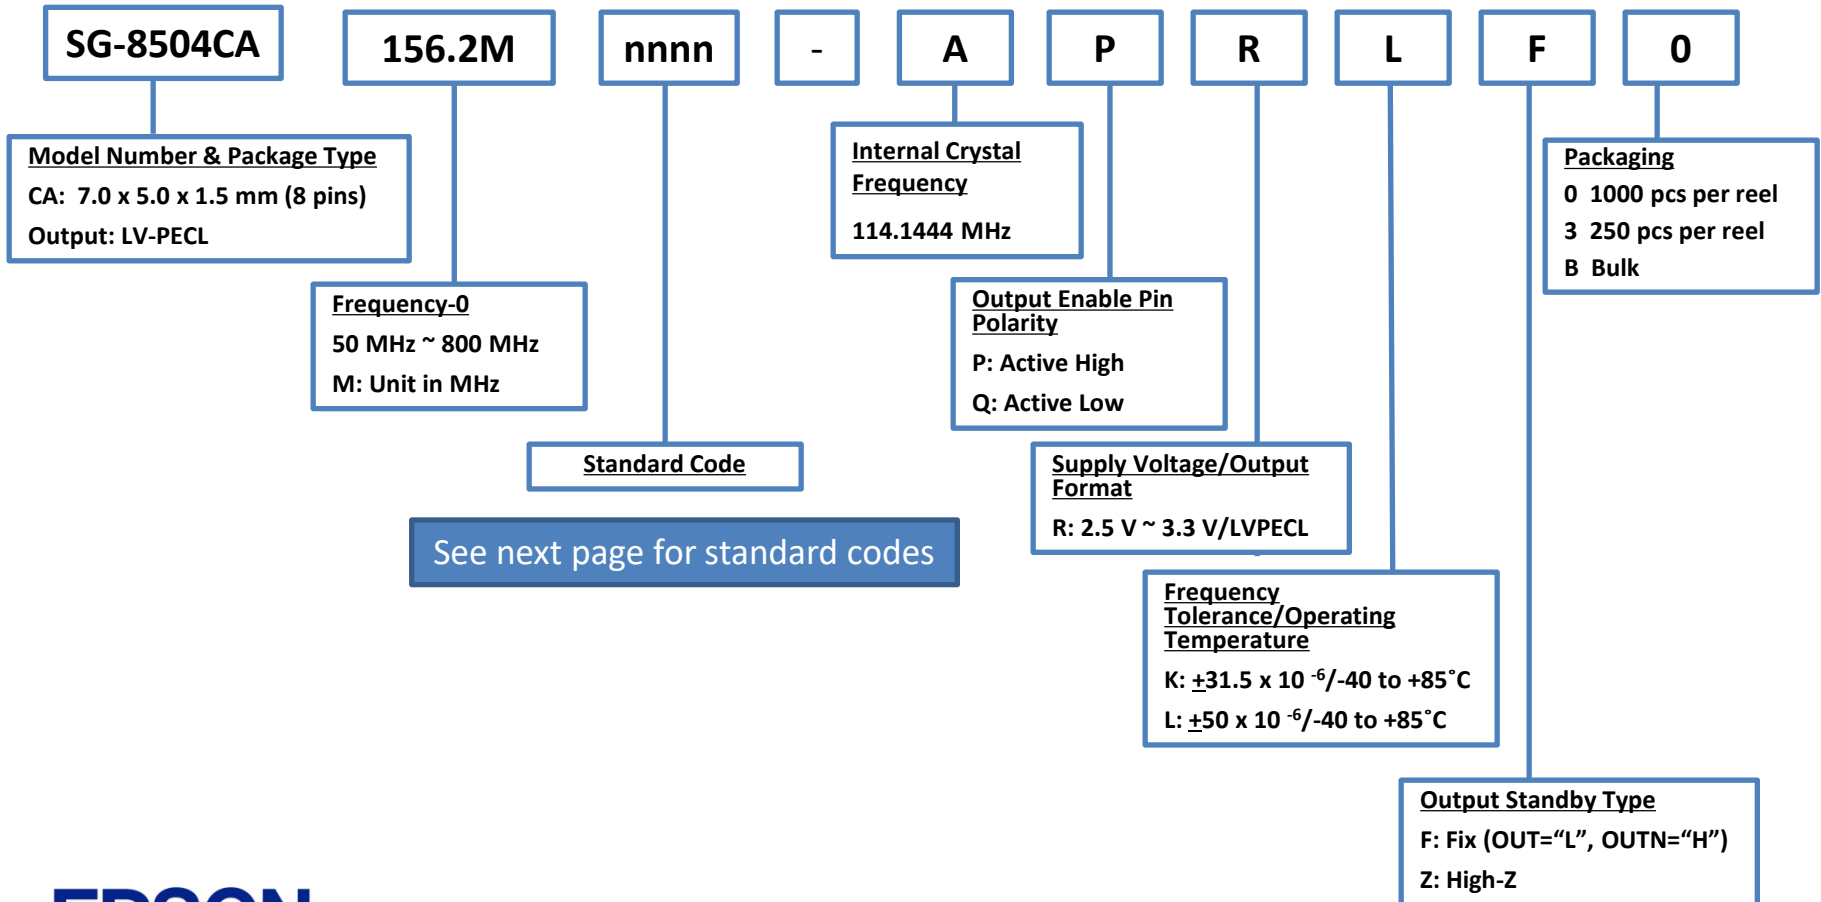 SG-8504CA 156.2M nnnn - A P R L F 0
Model Number & Package Type
CA: 7.0 x 5.0 x 1.5 mm (8 pins)
Output: LV-PECL
Frequency-0
50 MHz ~ 800 MHz
M: Unit in MHz
Standard Code
See next page for standard codes
Internal Crystal
Frequency
114.1444 MHz
Output Enable Pin
Polarity
P: Active High
Q: Active Low
Supply Voltage/Output
Format
R: 2.5 V ~ 3.3 V/LVPECL
Frequency
Tolerance/Operating
Temperature
K: ±31.5 x 10 ⁻⁶/-40 to +85˚C
L: ±50 x 10 ⁻⁶/-40 to +85˚C
Output Standby Type
F: Fix (OUT=“L”, OUTN=“H”)
Z: High-Z
Packaging
0 1000 pcs per reel
3 250 pcs per reel
B Bulk